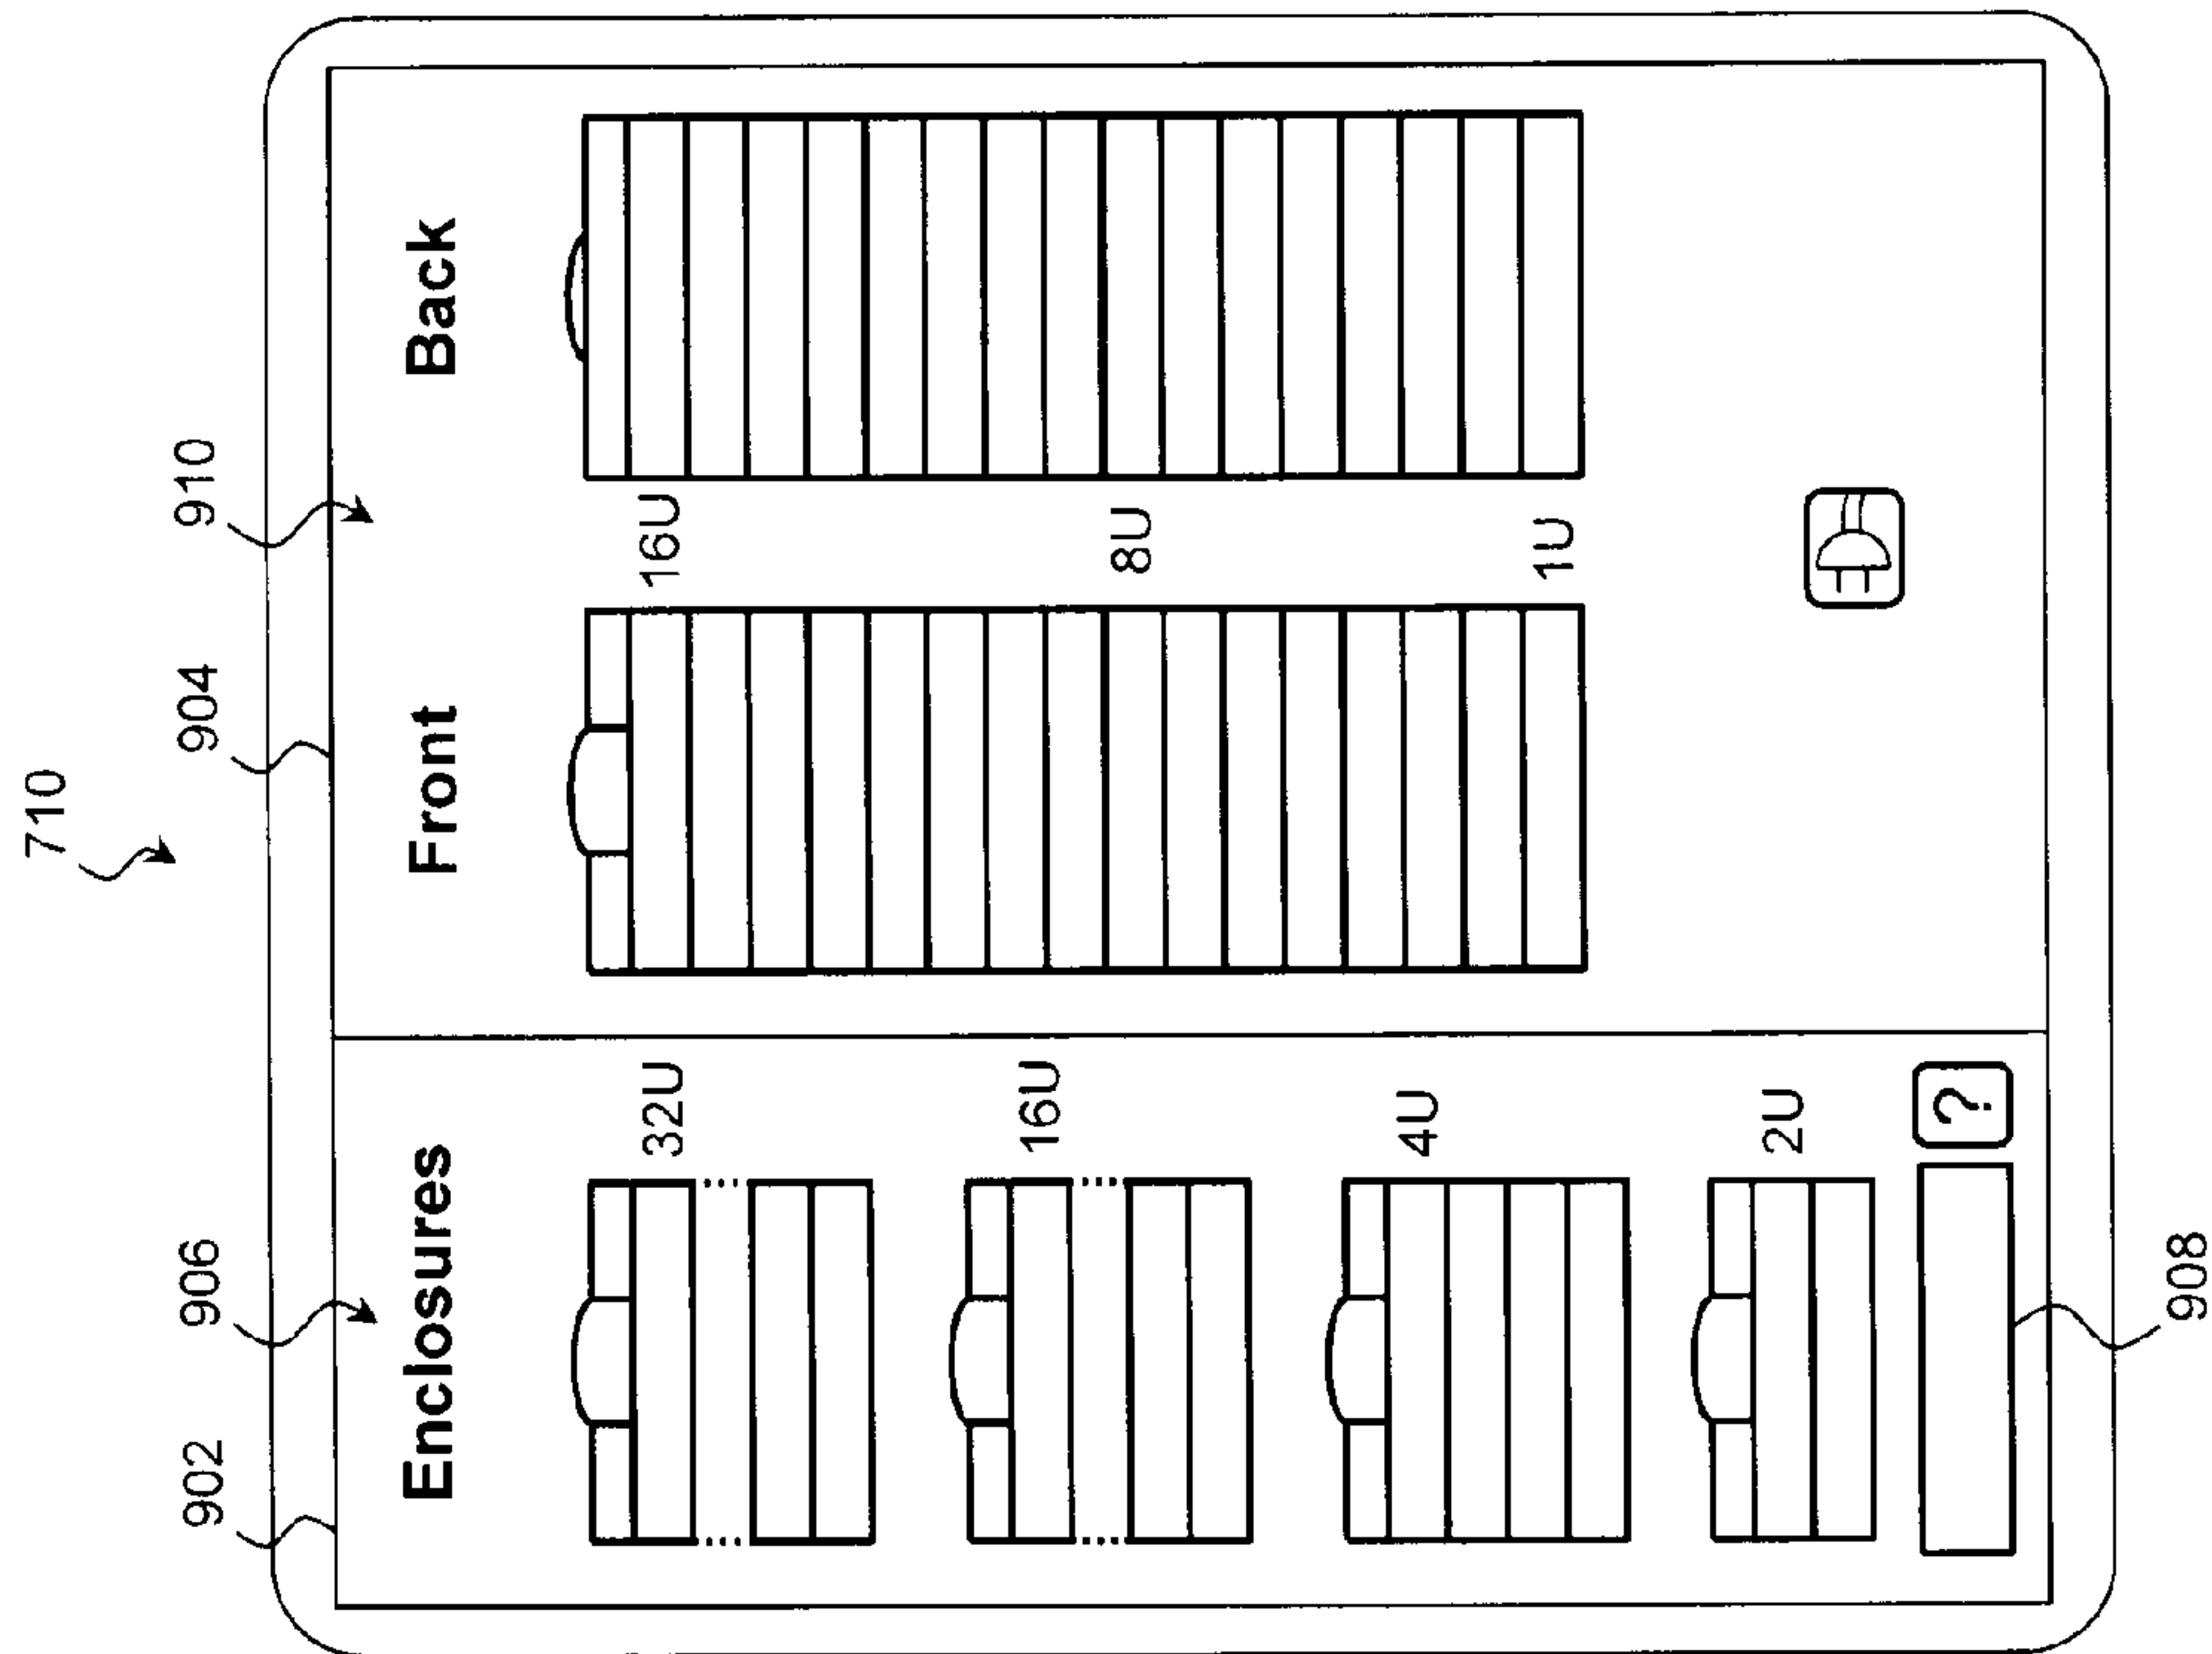 710
902
906
904
910
Enclosures
Front
Back
32U
16U
4U
2U
?
16U
8U
1U
908